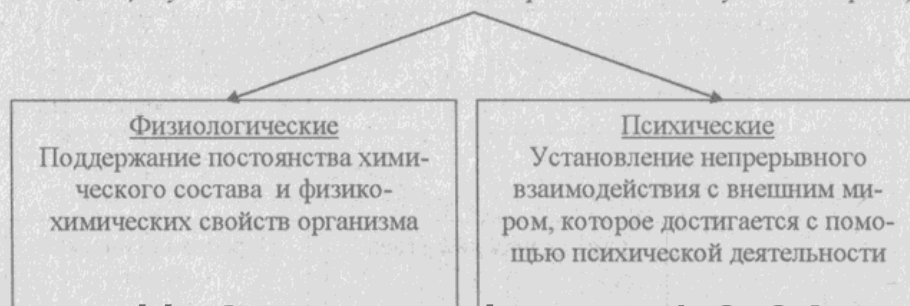 Физиологические
Поддержание постоянства хими-
ческого состава и физико-
химических свойств организма
Психические
Установление непрерывного
взаимодействия с внешним ми-
ром, которое достигается с помо-
щью психической деятельности